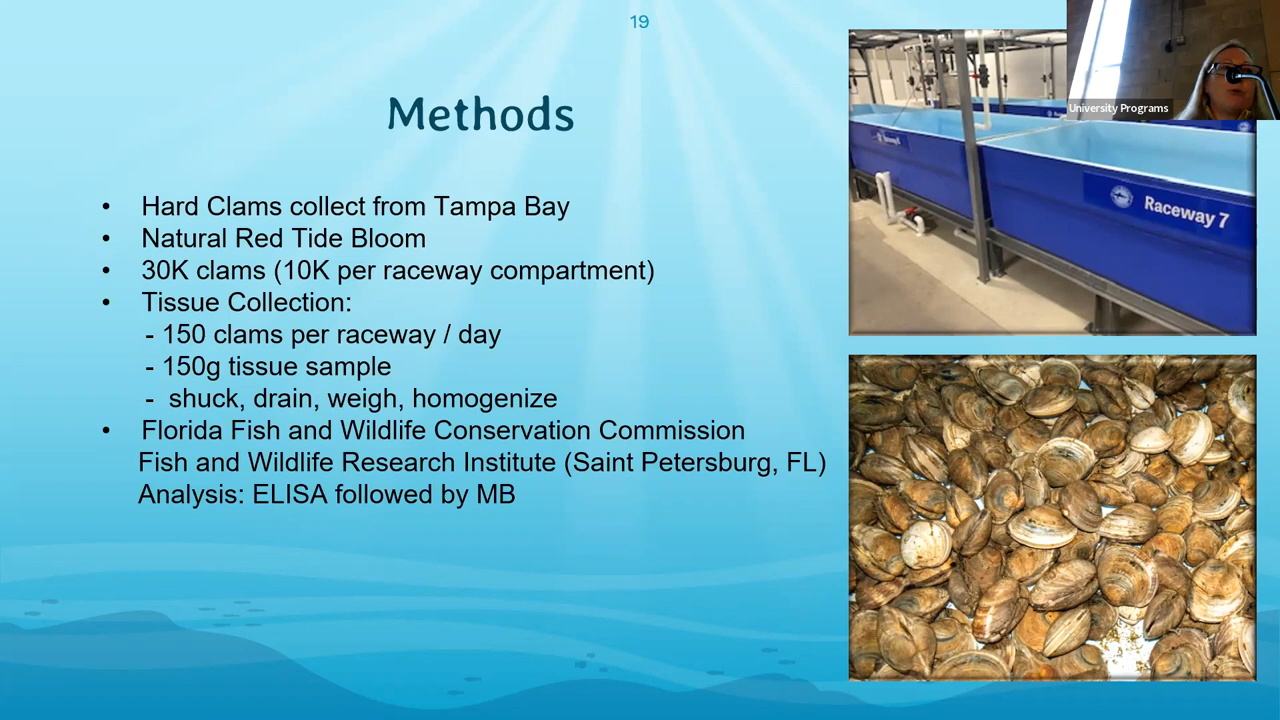 19
University Programs
Methods
Raceway 7
• Hard Clams collect from Tampa Bay
• Natural Red Tide Bloom
• 30K clams (10K per raceway compartment)
• Tissue Collection:
- 150 clams per raceway / day
- 150g tissue sample
- shuck, drain, weigh, homogenize
• Florida Fish and Wildlife Conservation Commission
Fish and Wildlife Research Institute (Saint Petersburg, FL)
Analysis: ELISA followed by MB